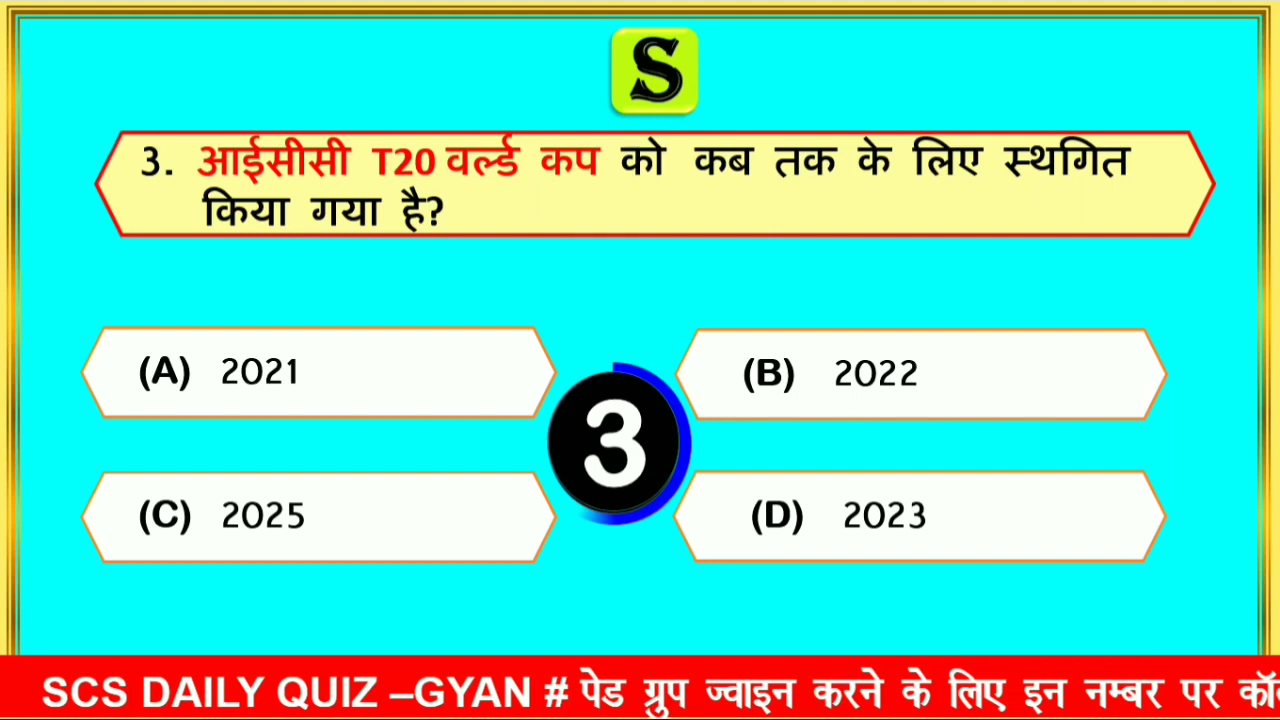 S
3. आईसीसी T20 वर्ल्ड कप को कब तक के लिए स्थगित
किया गया है?
(A) 2021
(B) 2022
3
(C) 2025
(D) 2023
SCS DAILY QUIZ –GYAN # पेड ग्रुप ज्वाइन करने के लिए इन नम्बर पर